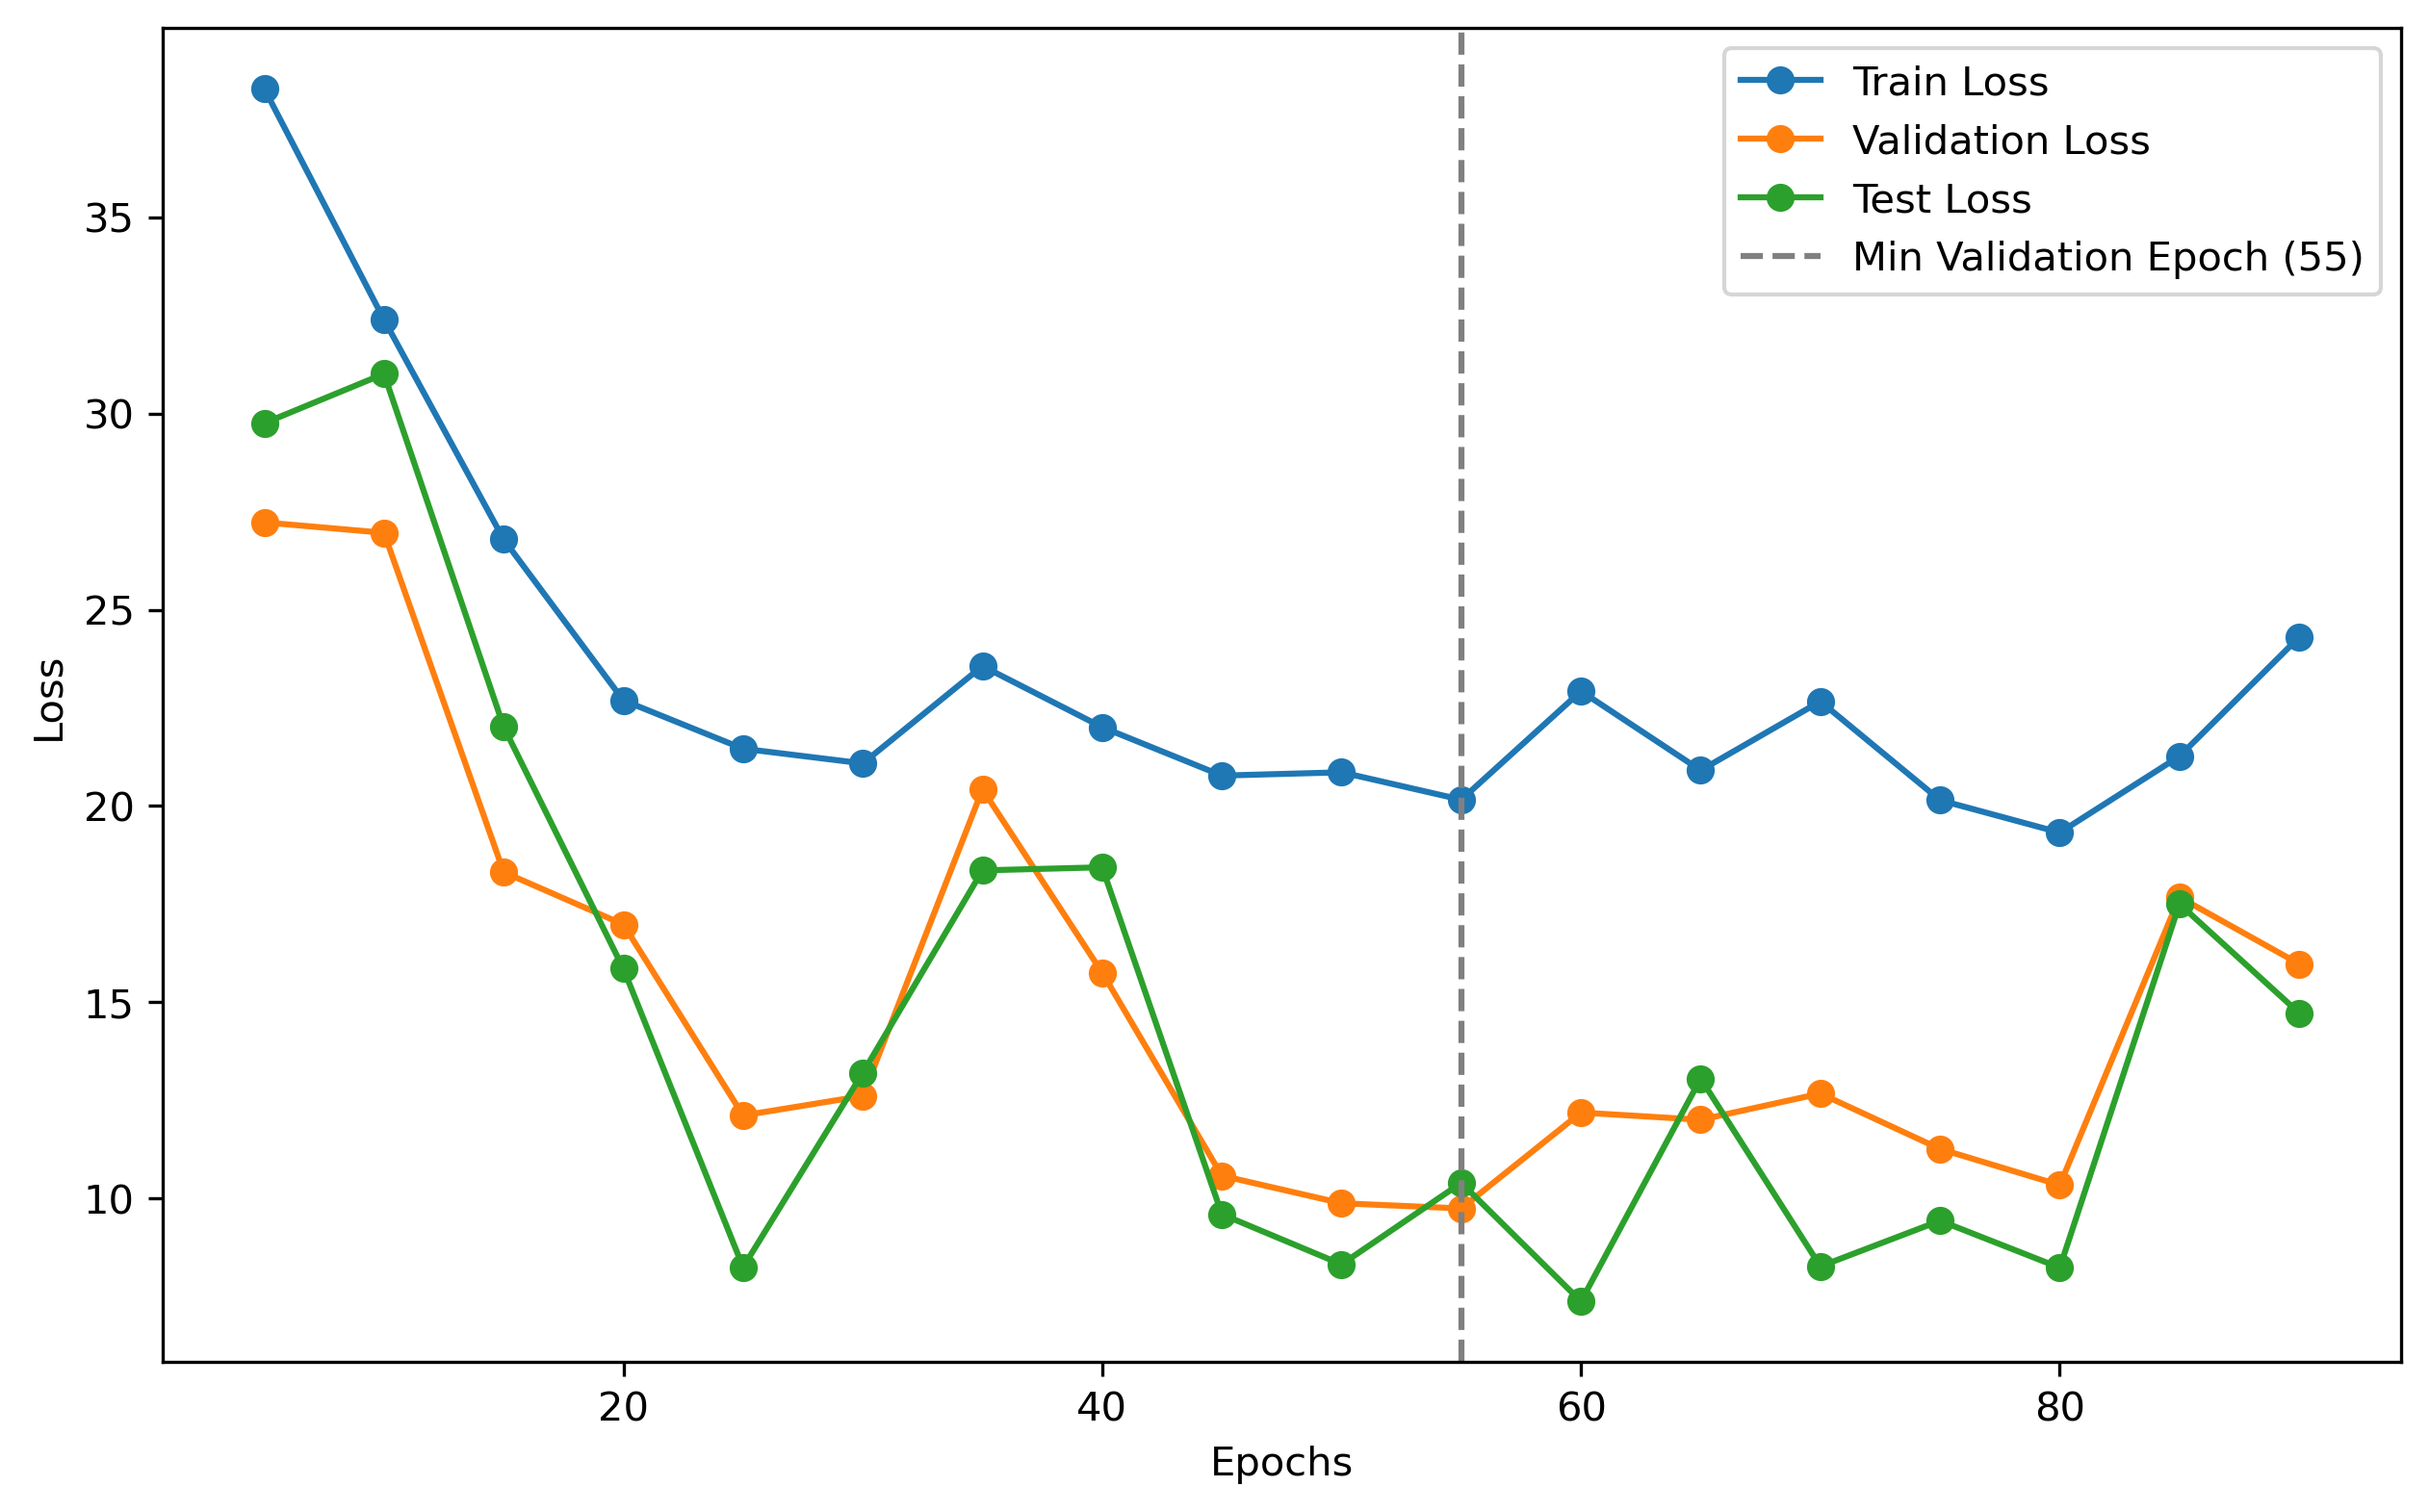 Train Loss
Validation Loss
Test Loss
Min Validation Epoch (55)
35
30
25
20
15
10
Loss
20 40 60 80
Epochs